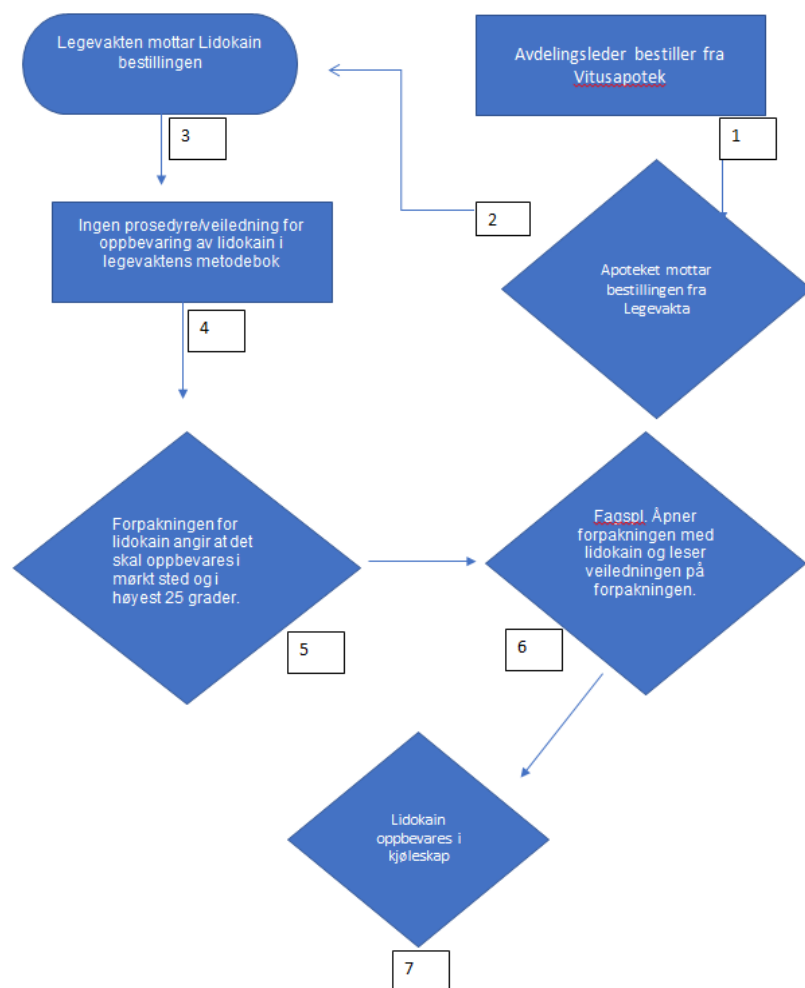 Legevakten mottar Lidokain
bestillingen
Avdelingsleder bestiller fra
Vitusapotek
3
1
2
Ingen prosedyre/veiledning for
oppbevaring av lidokain i
legevaktens metodebok
Apoteket mottar
bestillingen fra
Legevakta
4
Forpakningen for
lidokain angir at det
skal oppbevares i
mørkt sted og i
høyest 25 grader.
Fagspl. Åpner
forpakningen med
lidokain og leser
veiledningen på
forpakningen.
5
6
Lidokain
oppbevares i
kjøleskap
7